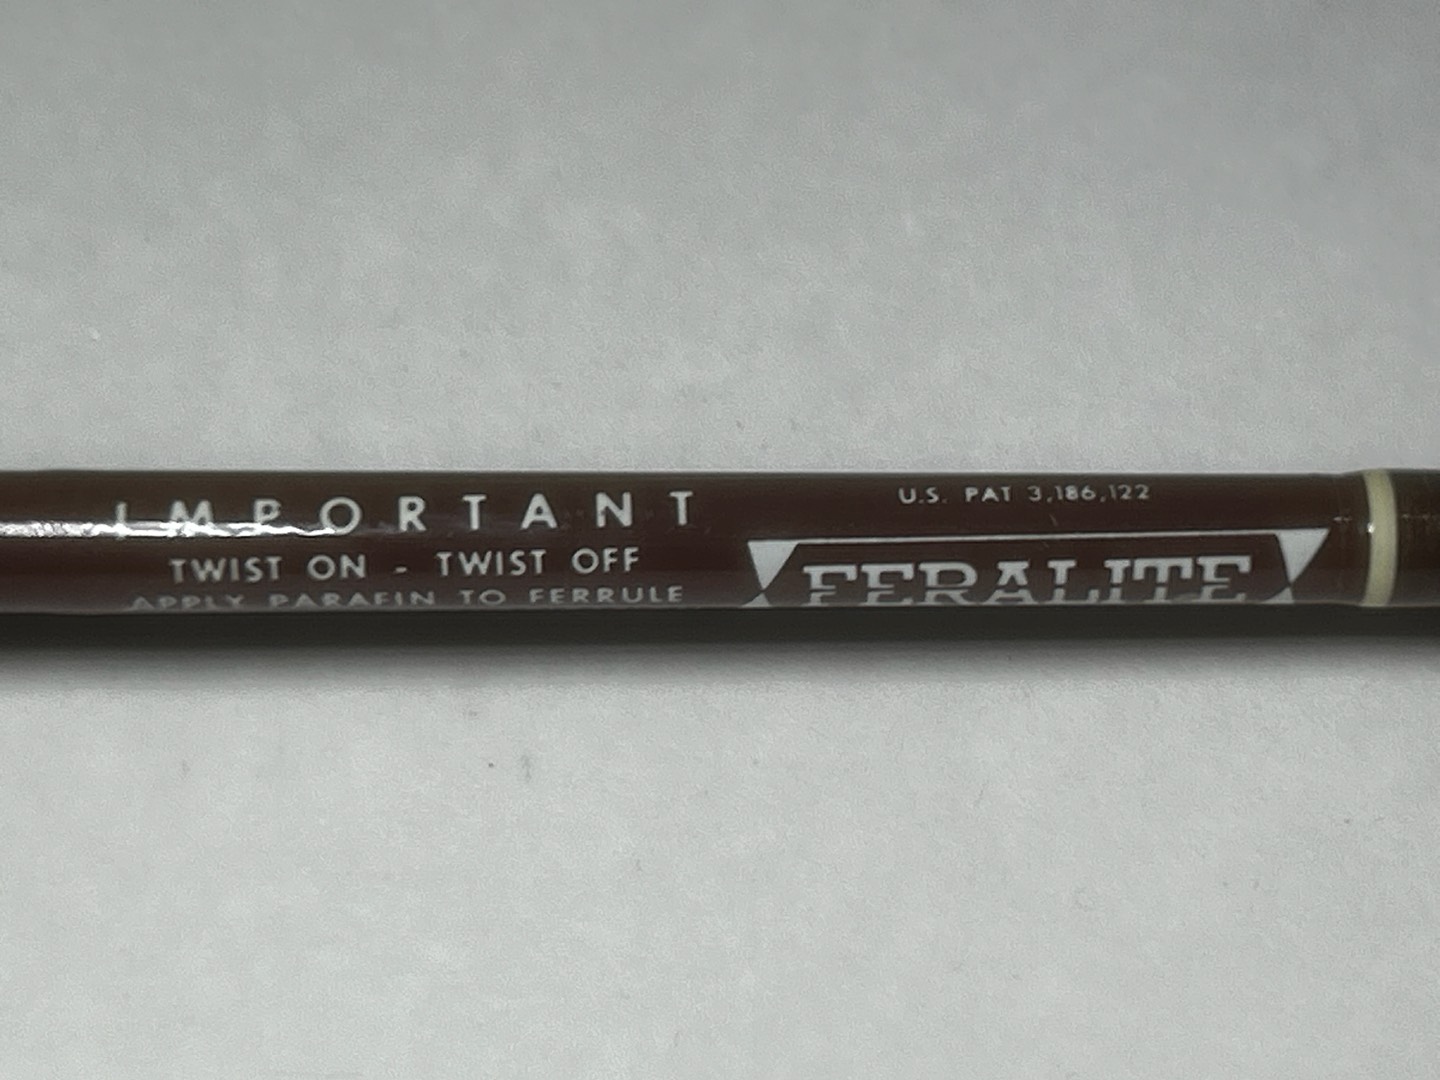 IMPORTANT
TWIST ON - TWIST OFF
APPLY PARAFIN TO FERRULE
U.S. PAT 3,186,122
FERALITE